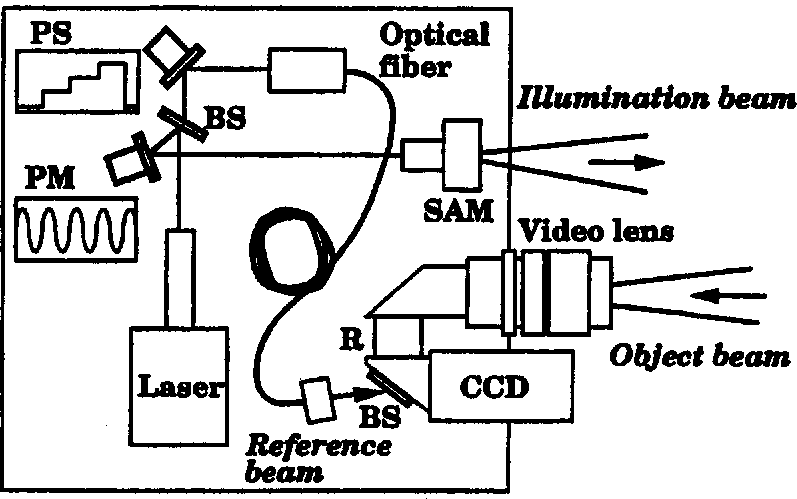 PS
Optical
fiber
Illumination beam
BS
PM
SAM
Video lens
R
Object beam
Laser
CCD
BS
Reference
beam